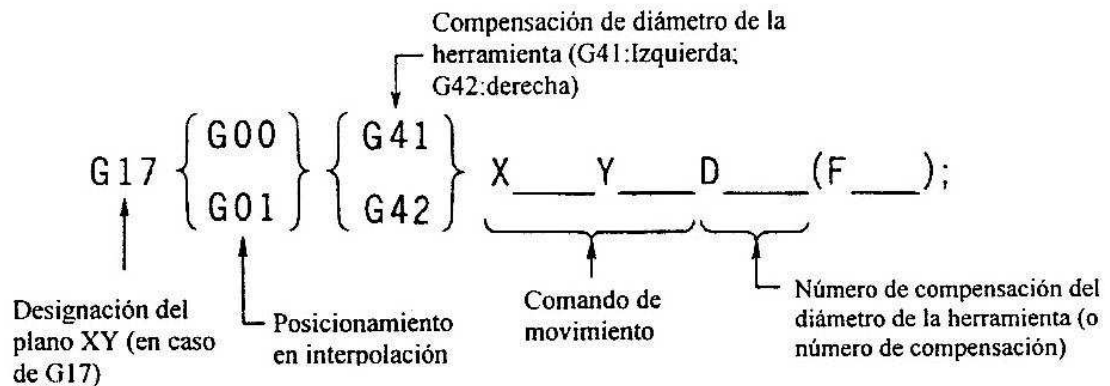 Compensación de diámetro de la
herramienta (G41:Izquierda;
G42:derecha)
G00 G41
G17 X____Y____D____(F____);
G01 G42
Designación del
plano XY (en caso
de G17)
Posicionamiento
en interpolación
Comando de
movimiento
Número de compensación del
diámetro de la herramienta (o
número de compensación)